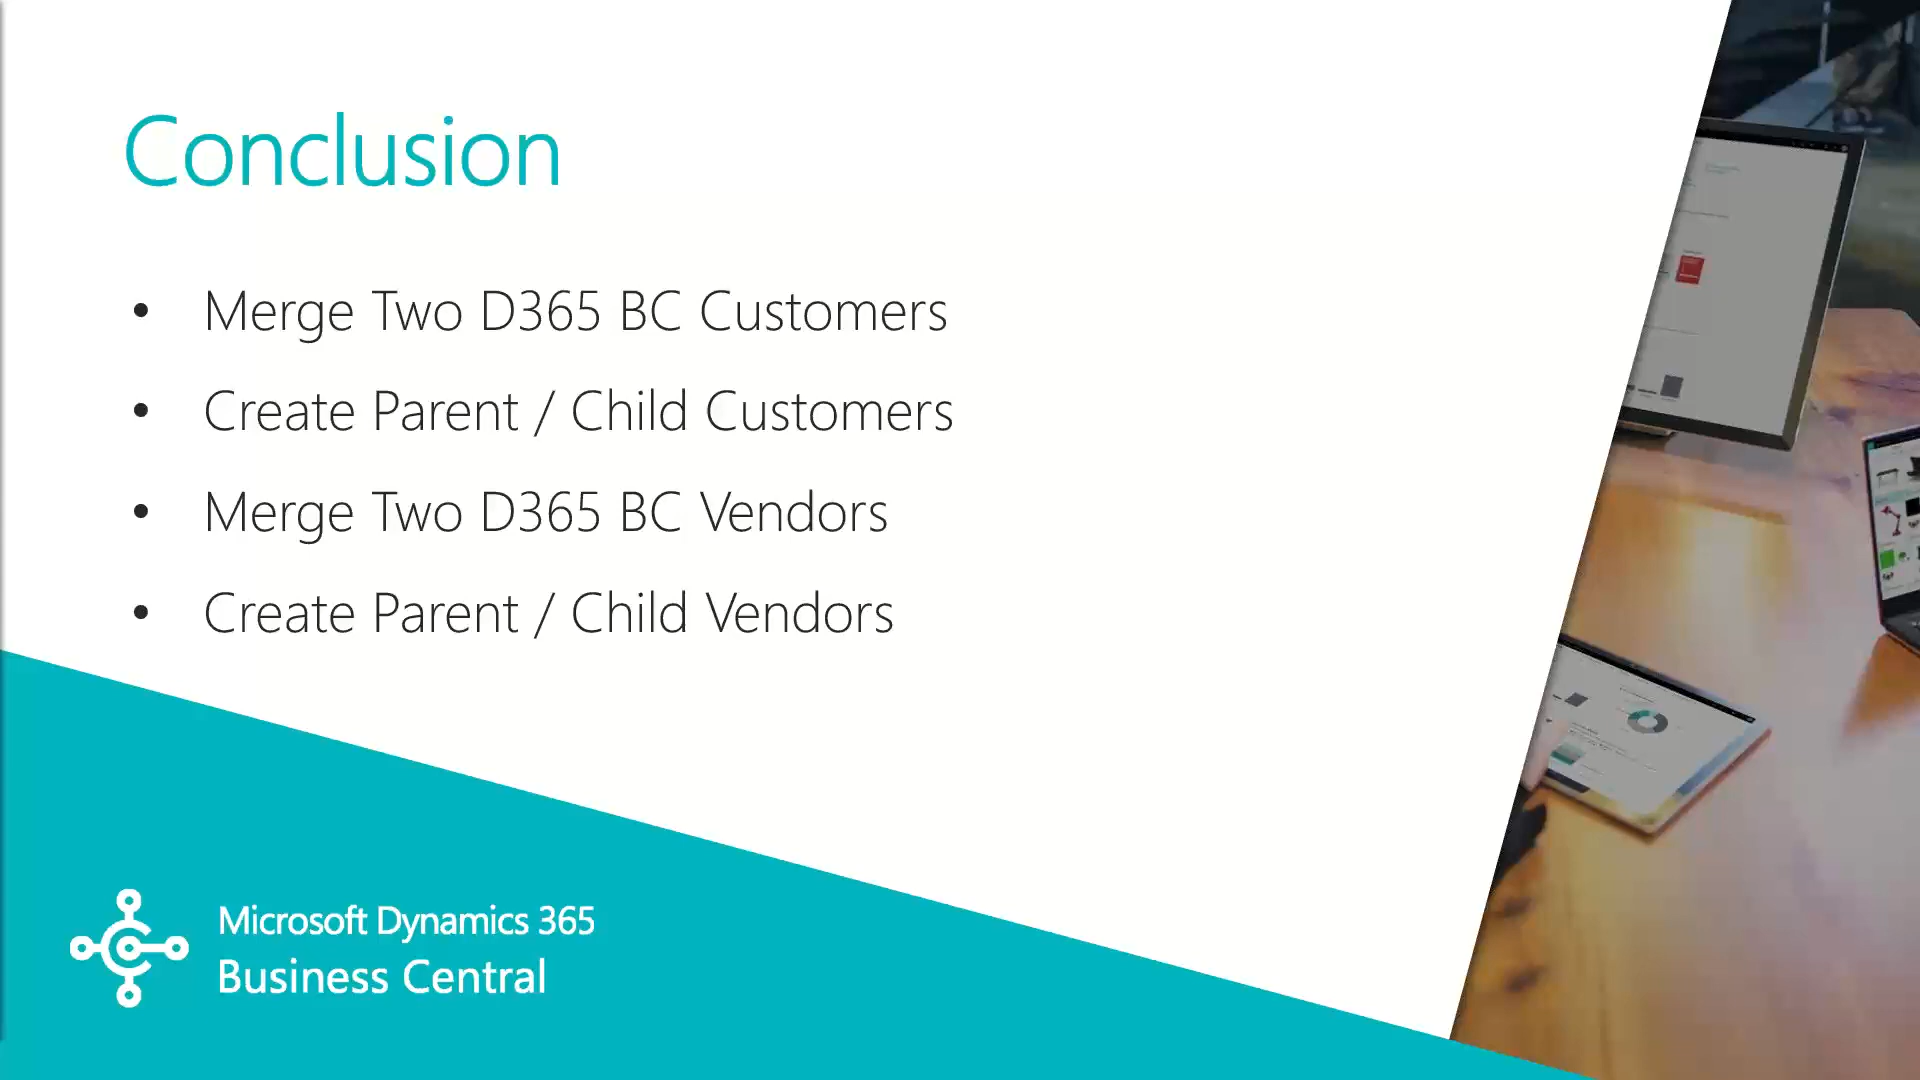 Conclusion
• Merge Two D365 BC Customers
• Create Parent / Child Customers
• Merge Two D365 BC Vendors
• Create Parent / Child Vendors
Microsoft Dynamics 365
Business Central